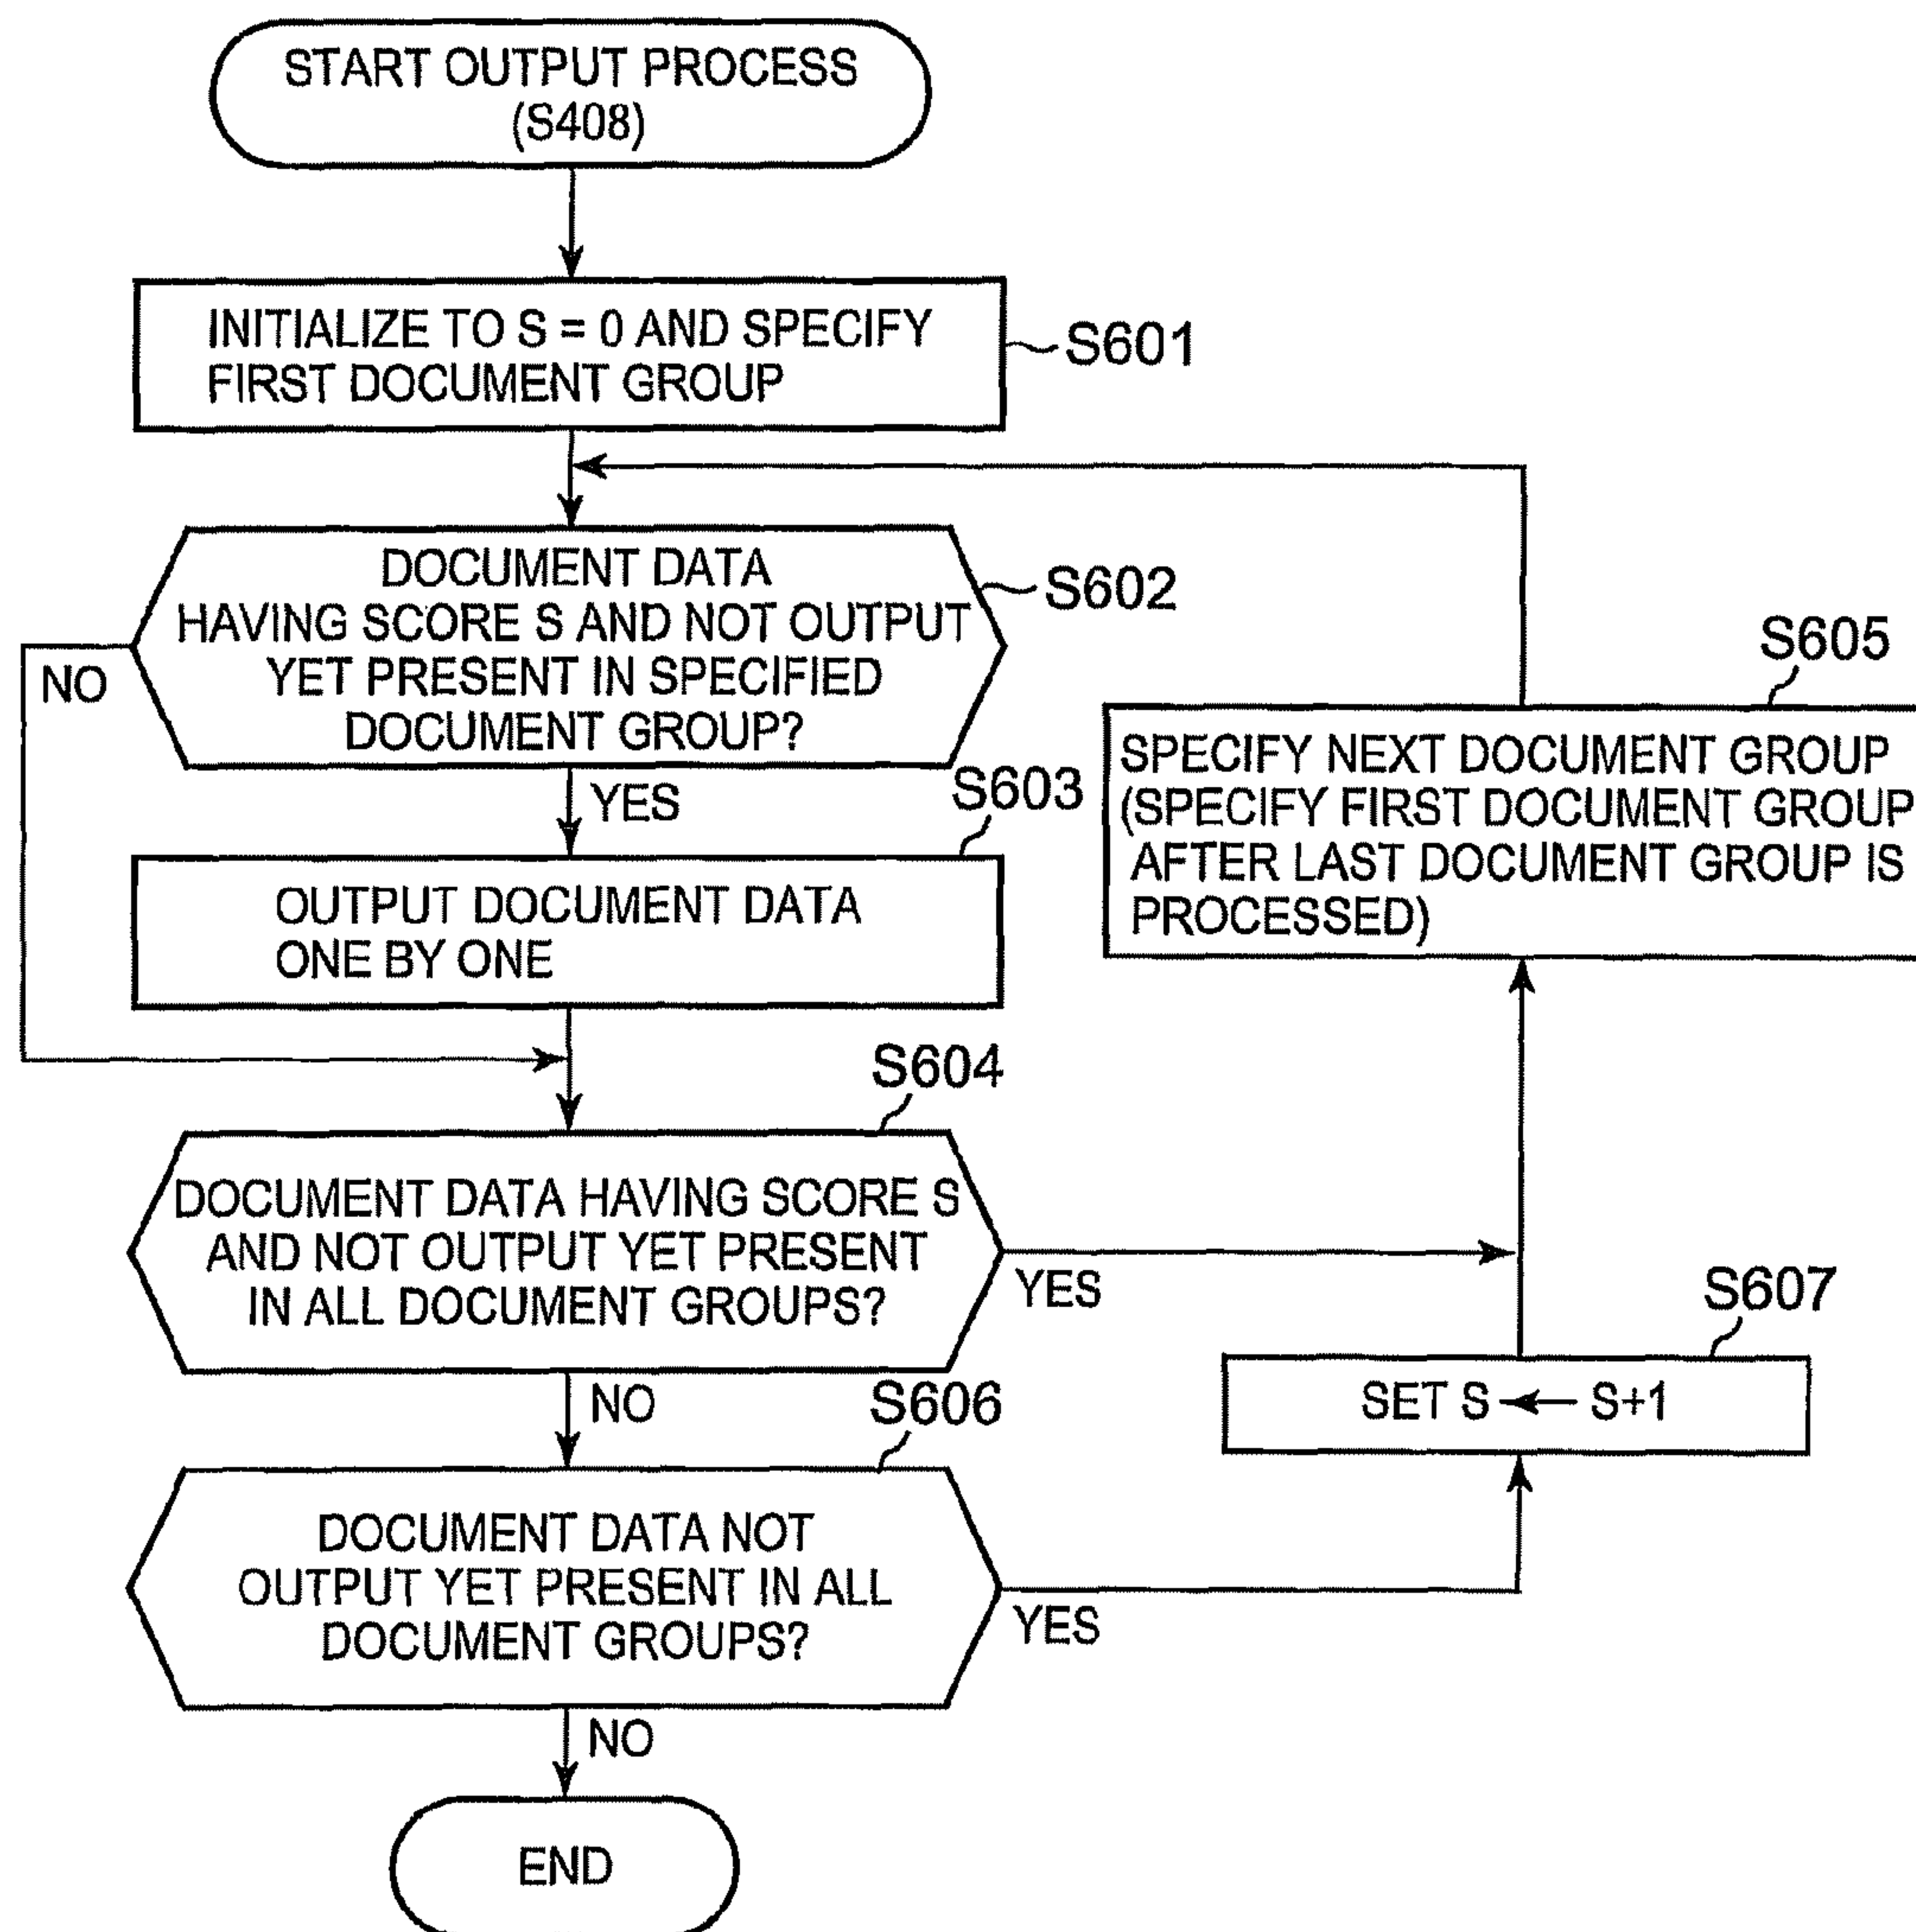 START OUTPUT PROCESS
(S408)
INITIALIZE TO S = 0 AND SPECIFY
FIRST DOCUMENT GROUP
S601
DOCUMENT DATA
HAVING SCORE S AND NOT OUTPUT
YET PRESENT IN SPECIFIED
DOCUMENT GROUP?
S602
NO
YES
S603
OUTPUT DOCUMENT DATA
ONE BY ONE
S605
SPECIFY NEXT DOCUMENT GROUP
(SPECIFY FIRST DOCUMENT GROUP
AFTER LAST DOCUMENT GROUP IS
PROCESSED)
S604
DOCUMENT DATA HAVING SCORE S
AND NOT OUTPUT YET PRESENT
IN ALL DOCUMENT GROUPS?
YES
NO
S607
SET S ← S+1
S606
DOCUMENT DATA NOT
OUTPUT YET PRESENT IN ALL
DOCUMENT GROUPS?
YES
NO
END